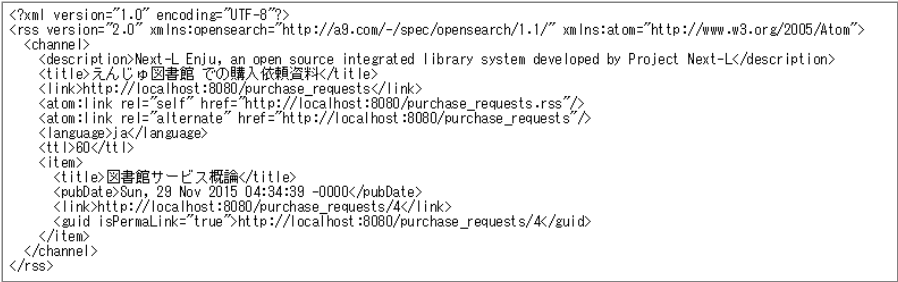 <?xml version="1.0" encoding="UTF-8"?>
<rss version="2.0" xmlns:opensearch="http://a9.com/-/spec/opensearch/1.1/" xmlns:atom="http://www.w3.org/2005/Atom">
  <channel>
    <description>Next-L Enju, an open source integrated library system developed by Project Next-L</description>
    <title>えんじゅ図書館 での購入依頼資料</title>
    <link>http://localhost:8080/purchase_requests</link>
    <atom:link rel="self" href="http://localhost:8080/purchase_requests.rss"/>
    <atom:link rel="alternate" href="http://localhost:8080/purchase_requests"/>
    <language>ja</language>
    <ttl>60</ttl>
    <item>
      <title>図書館サービス概論</title>
      <pubDate>Sun, 29 Nov 2015 04:34:39 -0000</pubDate>
      <link>http://localhost:8080/purchase_requests/4</link>
      <guid isPermaLink="true">http://localhost:8080/purchase_requests/4</guid>
    </item>
  </channel>
</rss>